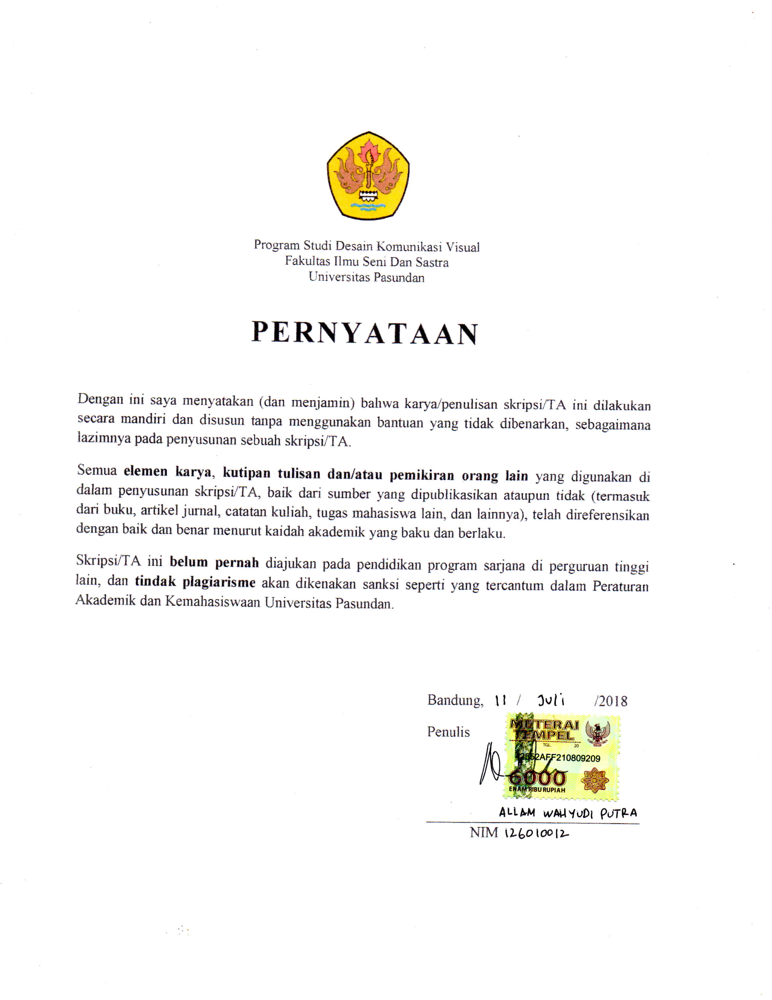 Program Studi Desain Komunikasi Visual
Fakultas Ilmu Seni Dan Sastra
Universitas Pasundan
PERNYATAAN
Dengan ini saya menyatakan (dan menjamin) bahwa karya/penulisan skripsi/TA ini dilakukan
secara mandiri dan disusun tanpa menggunakan bantuan yang tidak dibenarkan, sebagaimana
lazimnya pada penyusunan sebuah skripsi/TA.
Semua elemen karya, kutipan tulisan dan/atau pemikiran orang lain yang digunakan di
dalam penyusunan skripsi/TA, baik dari sumber yang dipublikasikan ataupun tidak (termasuk
dari buku, artikel jurnal, catatan kuliah, tugas mahasiswa lain, dan lainnya), telah direferensikan
dengan baik dan benar menurut kaidah akademik yang baku dan berlaku.
Skripsi/TA ini belum pernah diajukan pada pendidikan program sarjana di perguruan tinggi
lain, dan tindak plagiarisme akan dikenakan sanksi seperti yang tercantum dalam Peraturan
Akademik dan Kemahasiswaan Universitas Pasundan.
Bandung, 11 / Juli /2018
Penulis
METERAI
TEMPEL
TGL. 20
6000
ENAM RIBU RUPIAH
ALLAM WAHYUDI PUTRA
NIM 126010012